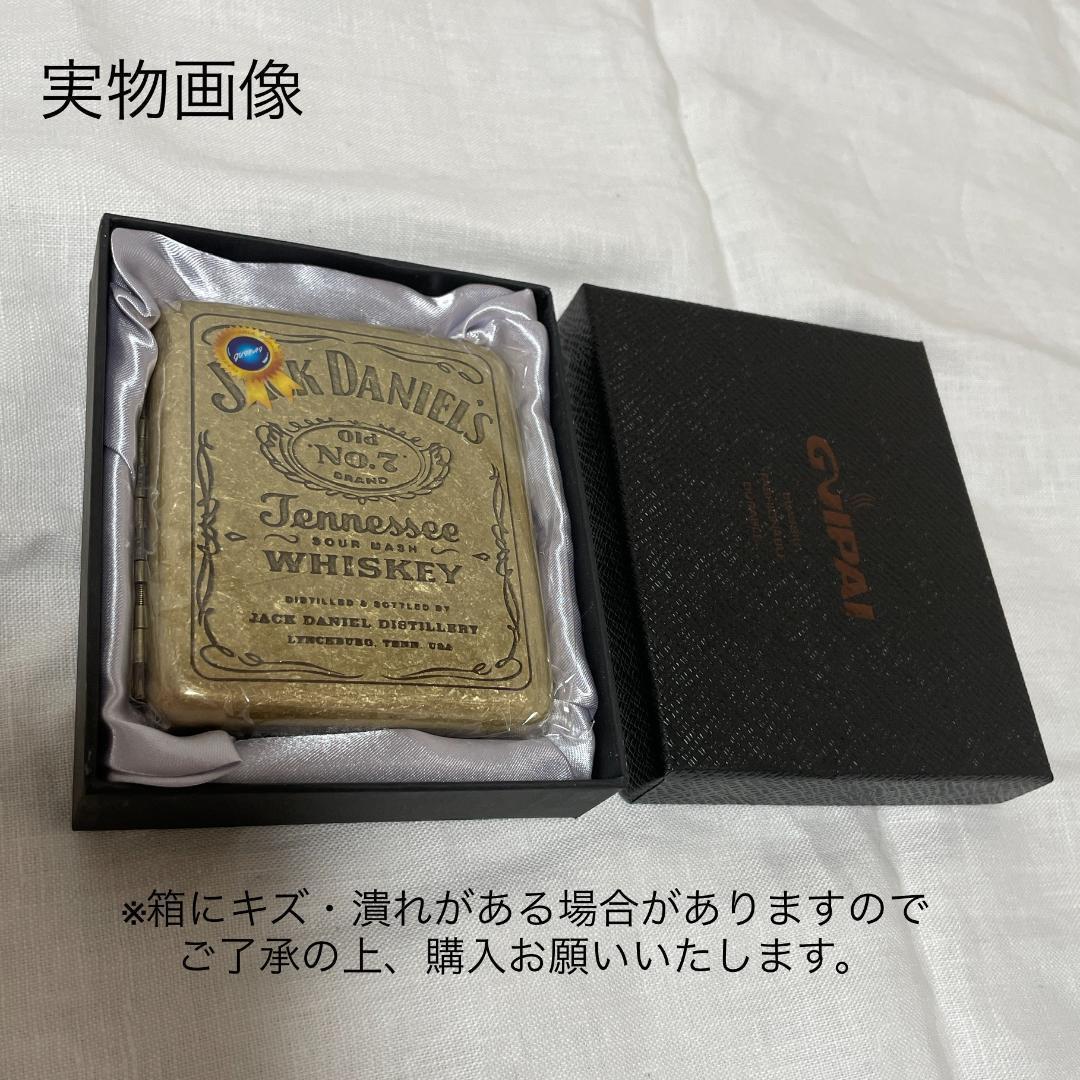 実物画像
JACK DANIEL'S
Old
No.7
BRAND
Tennessee
SOUR MASH
WHISKEY
DISTILLED & BOTTLED BY
JACK DANIEL DISTILLERY
LYNCHBURG, TENN. USA
GVIIPAI
※箱にキズ・潰れがある場合がありますので
ご了承の上、購入お願いいたします。